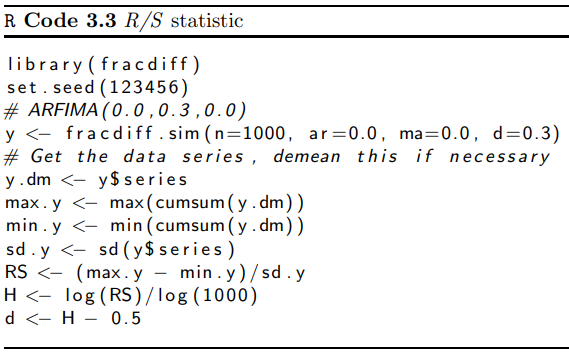 R Code 3.3 R/S statistic
library(fracdiff)
set.seed(123456)
# ARFIMA(0.0,0.3,0.0)
y <- fracdiff.sim(n=1000, ar=0.0, ma=0.0, d=0.3)
# Get the data series, demean this if necessary
y.dm <- y$series
max.y <- max(cumsum(y.dm))
min.y <- min(cumsum(y.dm))
sd.y <- sd(y$series)
RS <- (max.y - min.y)/sd.y
H <- log(RS)/log(1000)
d <- H - 0.5